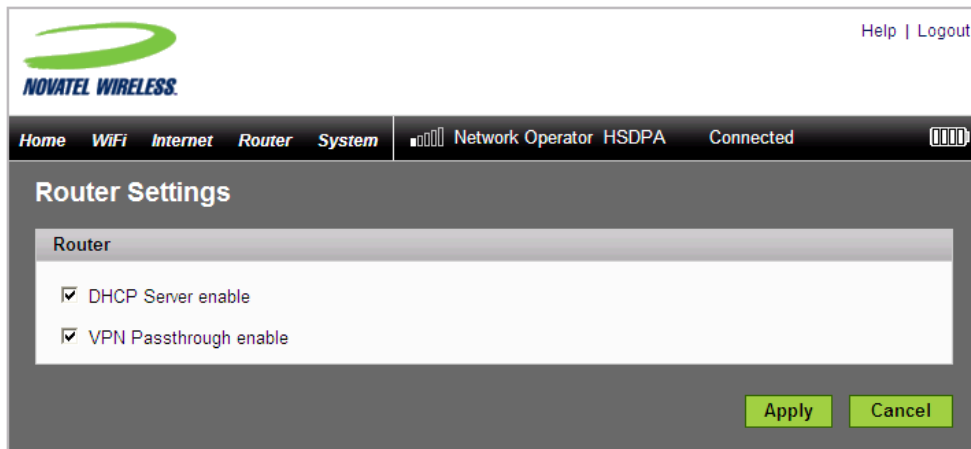 Help | Logout
NOVATEL WIRELESS.
Home WiFi Internet Router System Network Operator HSDPA Connected
Router Settings
Router
DHCP Server enable
VPN Passthrough enable
Apply Cancel